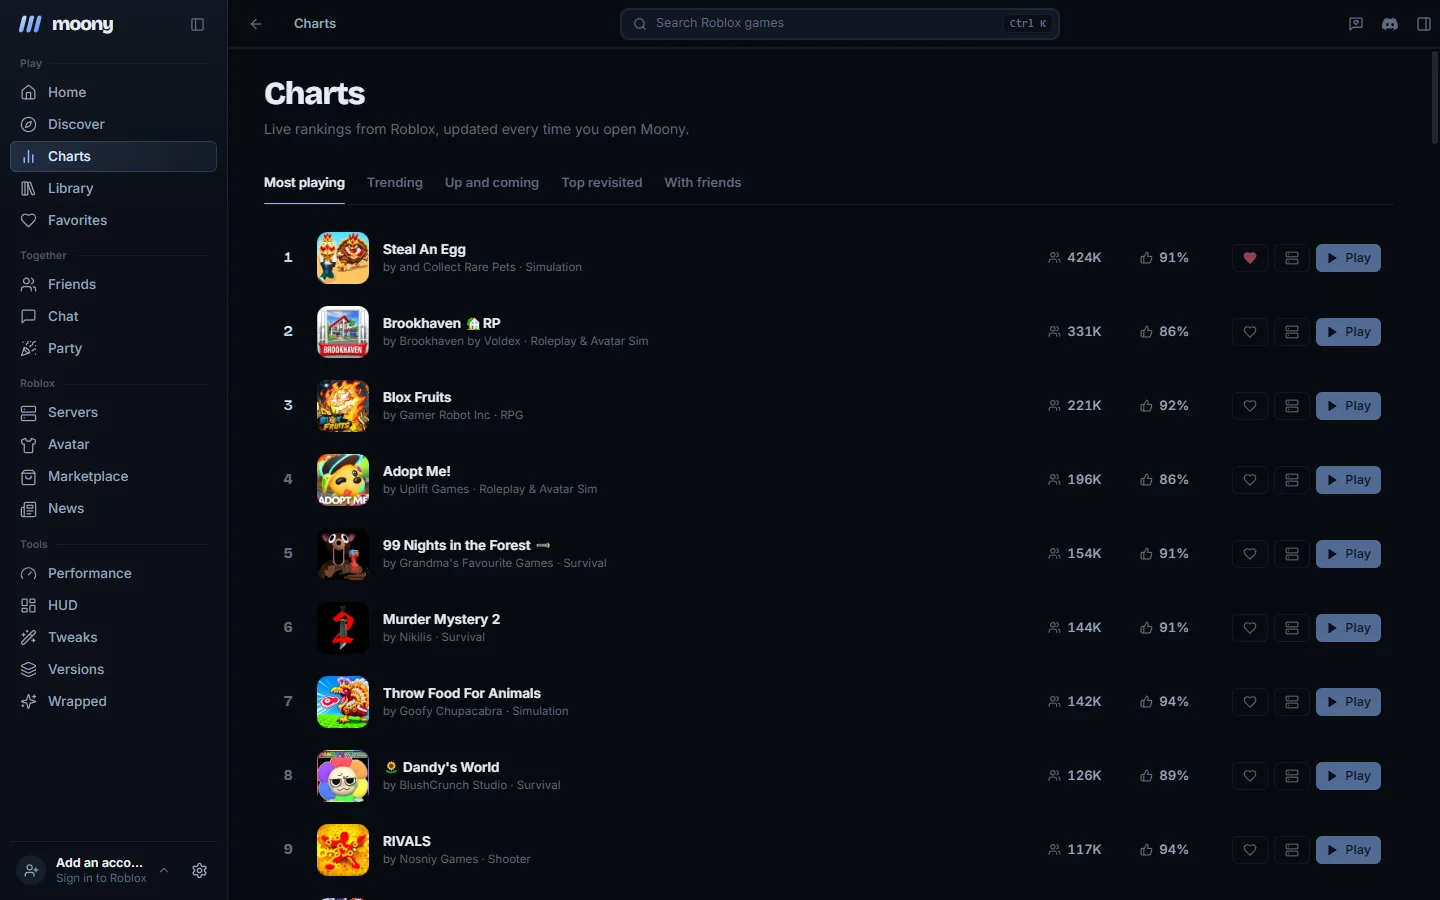 moony
Charts
Search Roblox games
Ctrl K
Play
Home
Discover
Charts
Library
Favorites
Together
Friends
Chat
Party
Roblox
Servers
Avatar
Marketplace
News
Tools
Performance
HUD
Tweaks
Versions
Wrapped
Add an acco...
Sign in to Roblox
Charts
Live rankings from Roblox, updated every time you open Moony.
Most playing Trending Up and coming Top revisited With friends
1 Steal An Egg 424K 91% Play
by and Collect Rare Pets · Simulation
2 Brookhaven RP 331K 86% Play
by Brookhaven by Voldex · Roleplay & Avatar Sim
BROOKHAVEN
3 Blox Fruits 221K 92% Play
by Gamer Robot Inc · RPG
BLOX
FRUITS
4 Adopt Me! 196K 86% Play
by Uplift Games · Roleplay & Avatar Sim
ADOPT ME
5 99 Nights in the Forest 154K 91% Play
by Grandma's Favourite Games · Survival
6 Murder Mystery 2 144K 91% Play
by Nikilis · Survival
2
7 Throw Food For Animals 142K 94% Play
by Goofy Chupacabra · Simulation
8 Dandy's World 126K 89% Play
by BlushCrunch Studio · Survival
9 RIVALS 117K 94% Play
by Nosniy Games · Shooter